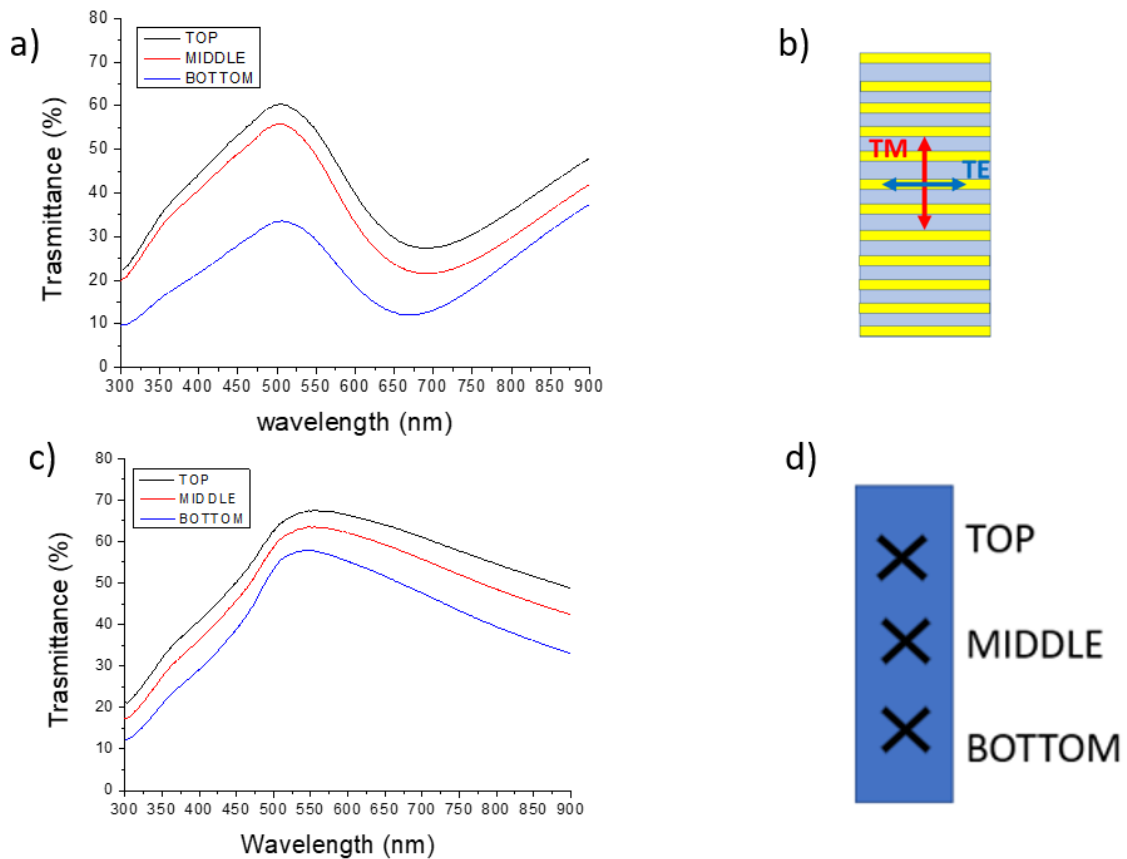 a)
80
70
60
50
40
30
20
10
0
Trasmittance (%)
TOP
MIDDLE
BOTTOM
300 350 400 450 500 550 600 650 700 750 800 850 900
wavelength (nm)
b)
TM
TE
c)
80
70
60
50
40
30
20
10
0
Trasmittance (%)
TOP
MIDDLE
BOTTOM
300 350 400 450 500 550 600 650 700 750 800 850 900
Wavelength (nm)
d)
TOP
MIDDLE
BOTTOM